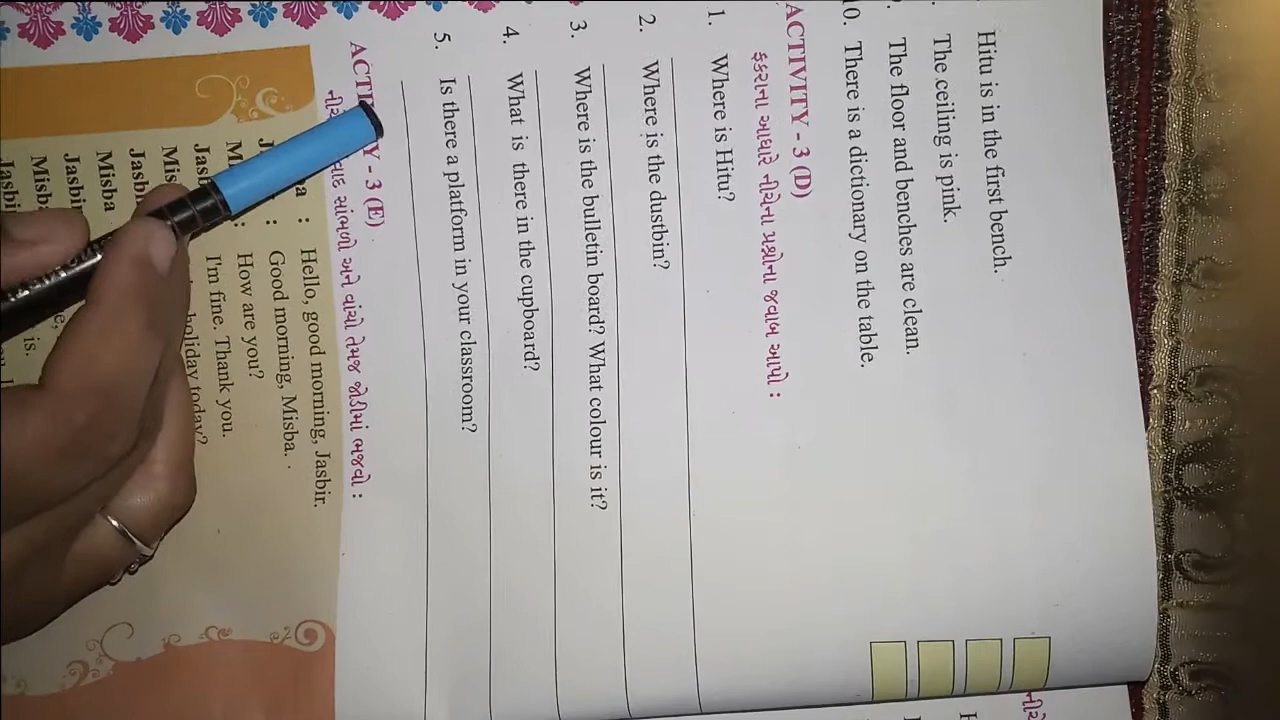 Hitu is in the first bench.
The ceiling is pink.
The floor and benches are clean.
There is a dictionary on the table.
ACTIVITY - 3 (D)
ફકરાના આધારે નીચેના પ્રશ્નોના જવાબ આપો :
1. Where is Hitu?
2. Where is the dustbin?
3. Where is the bulletin board? What colour is it?
4. What is there in the cupboard?
5. Is there a platform in your classroom?
Y - 3 (E)
સાંભળો અને વાંચો તેમજ જોડીમાં ભજવો :
: Hello, good morning, Jasbir.
: Good morning, Misba.
: How are you?
I'm fine. Thank you.
holiday today?
Misba
Jasbir
Misba
is.